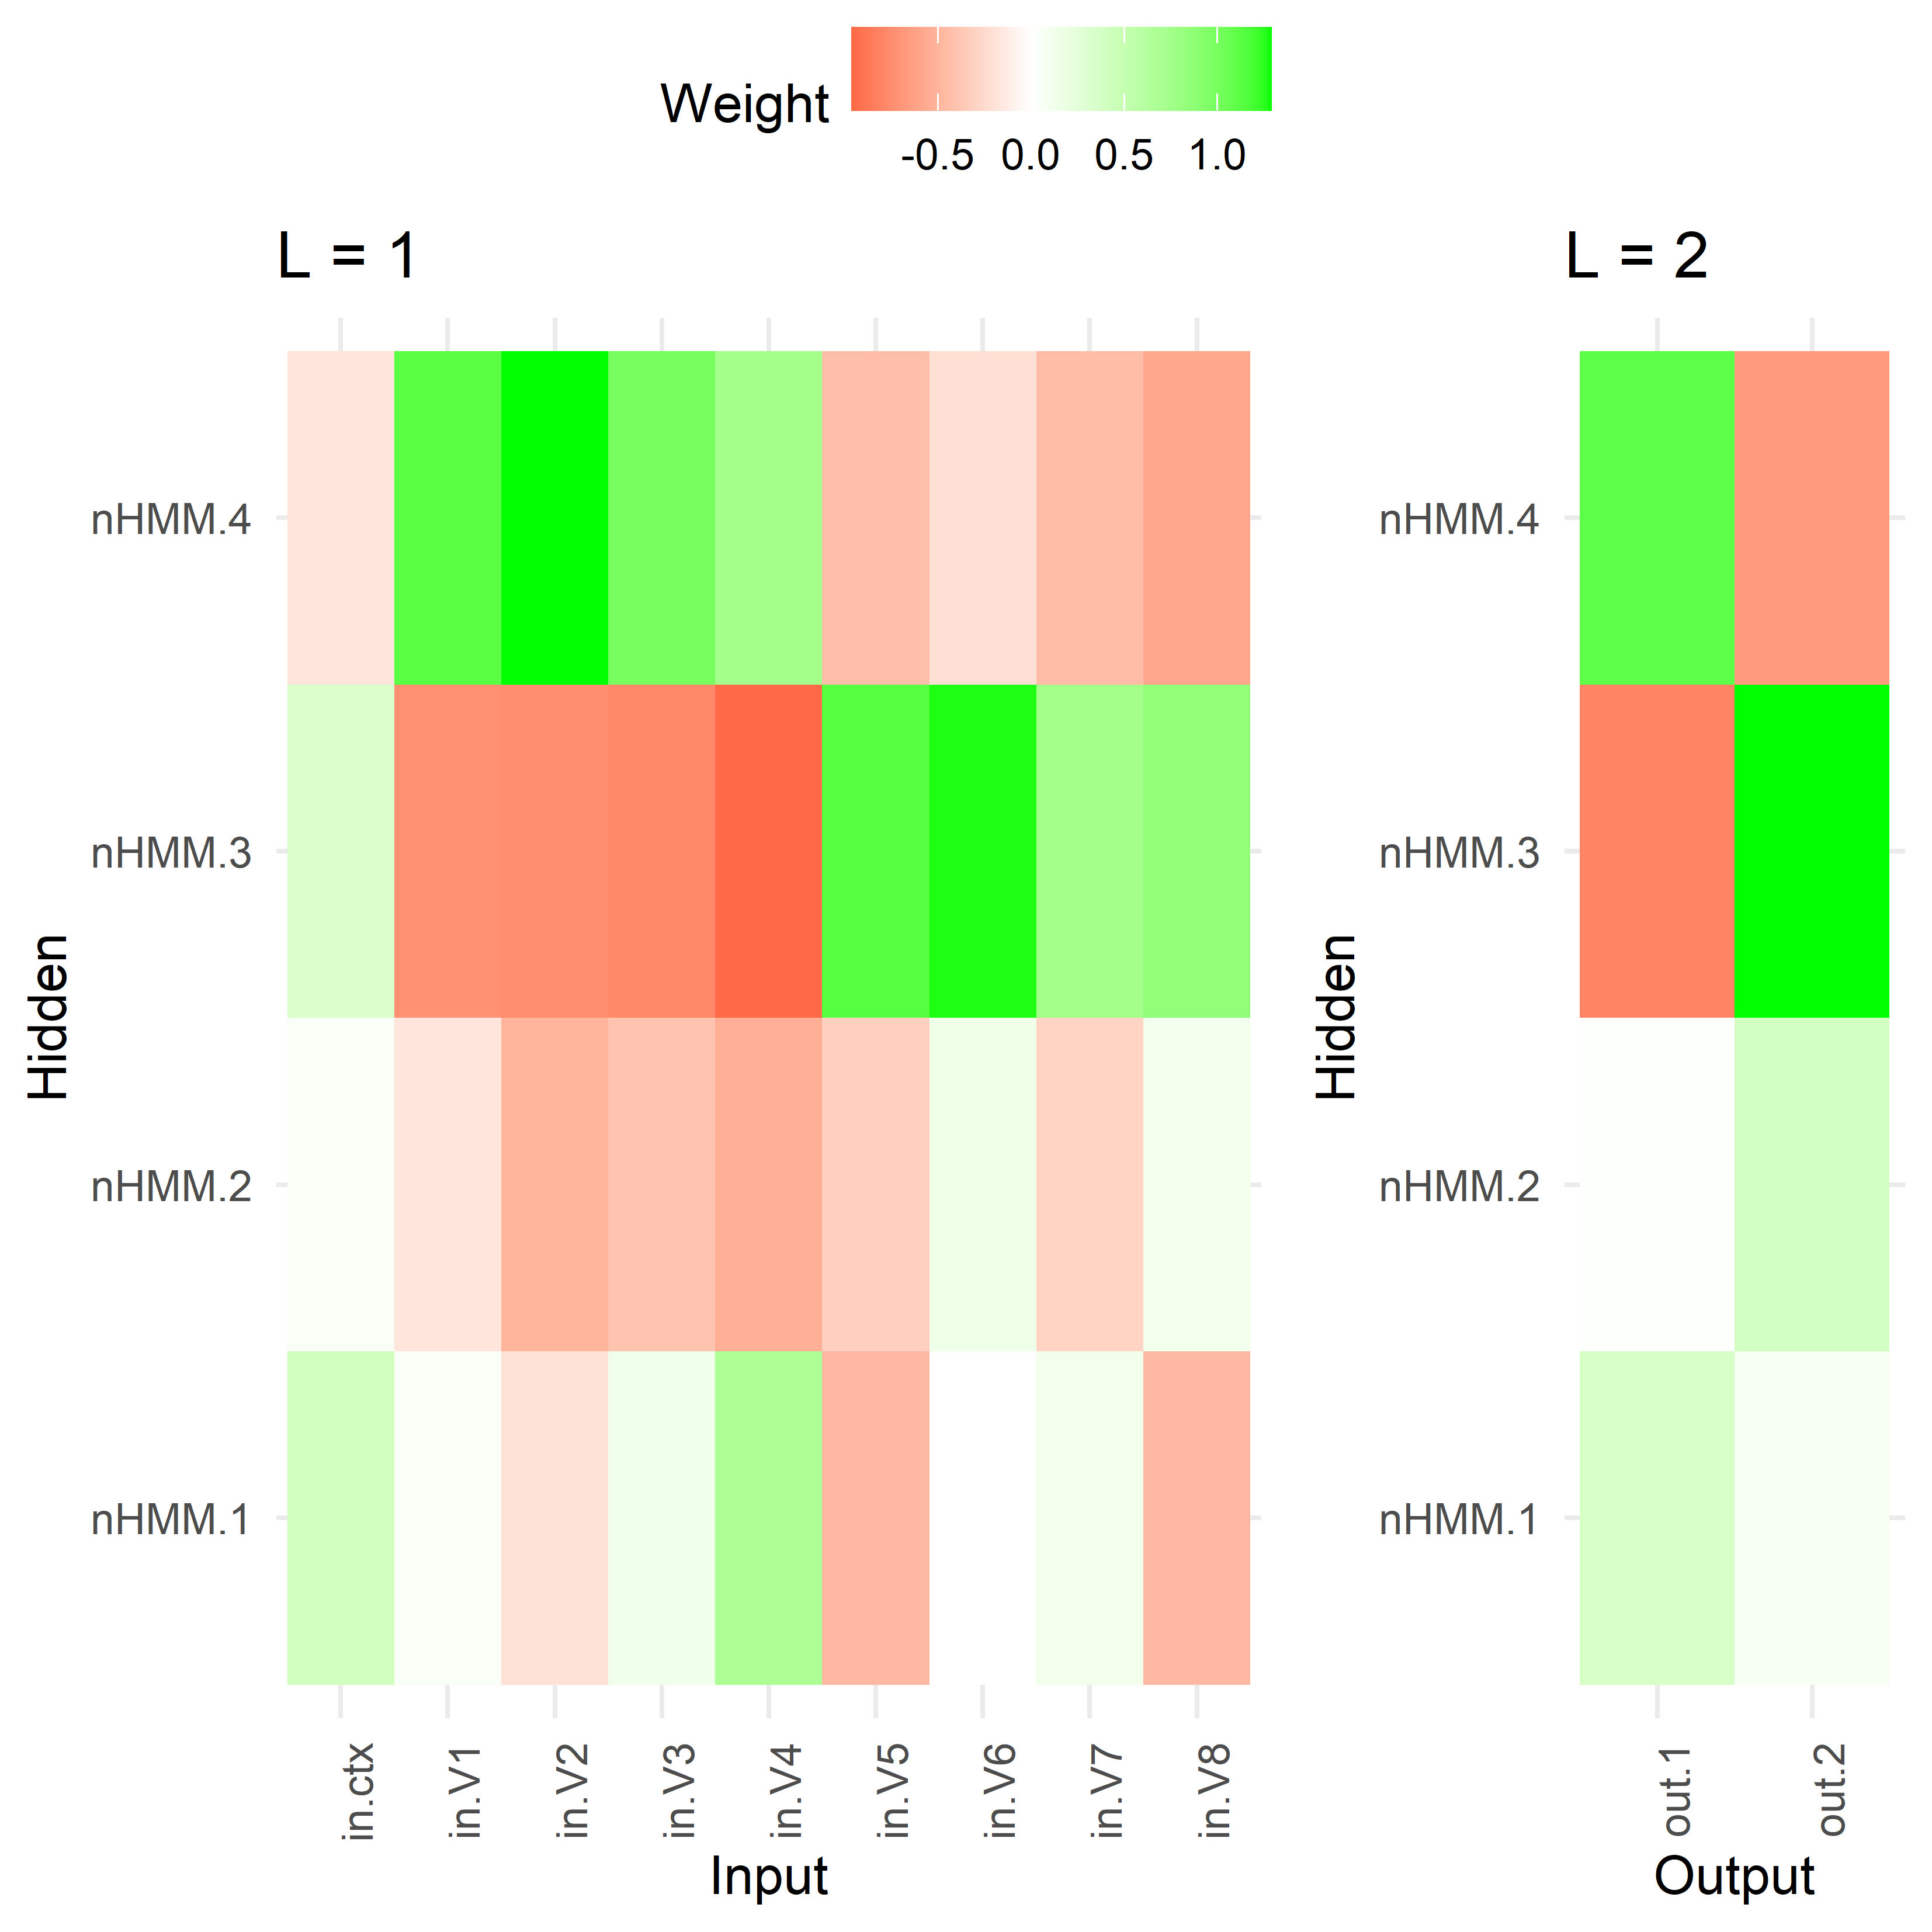 Weight
-0.5 0.0 0.5 1.0
L = 1
nHMM.4
nHMM.3
nHMM.2
nHMM.1
Hidden
in.ctx in.V1 in.V2 in.V3 in.V4 in.V5 in.V6 in.V7 in.V8
Input
L = 2
nHMM.4
nHMM.3
nHMM.2
nHMM.1
Hidden
out.1 out.2
Output